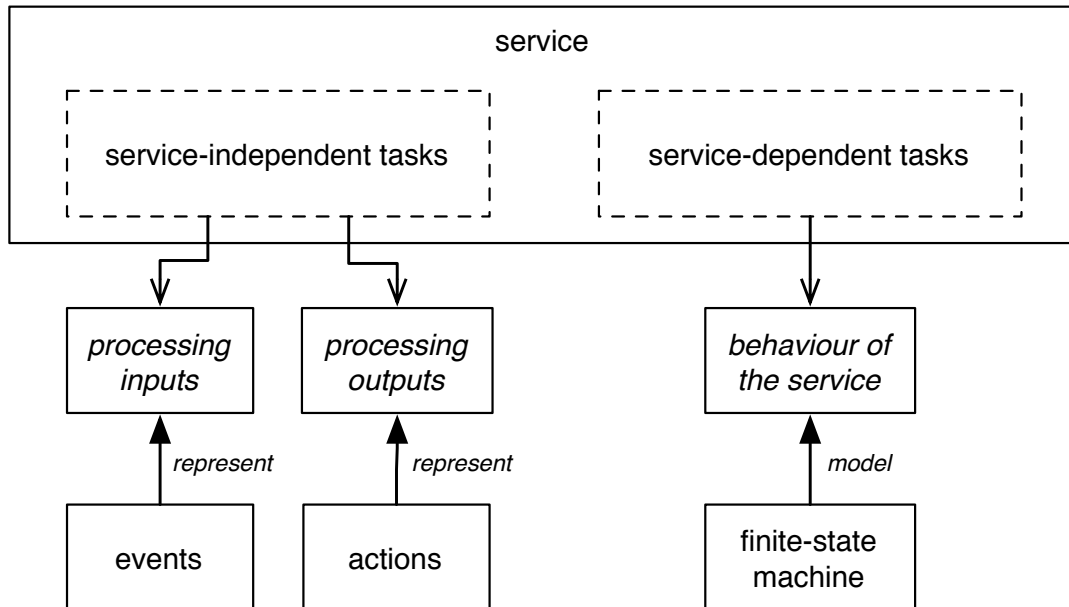 service
service-independent tasks
service-dependent tasks
processing
inputs
processing
outputs
behaviour of
the service
represent
represent
model
events
actions
finite-state
machine